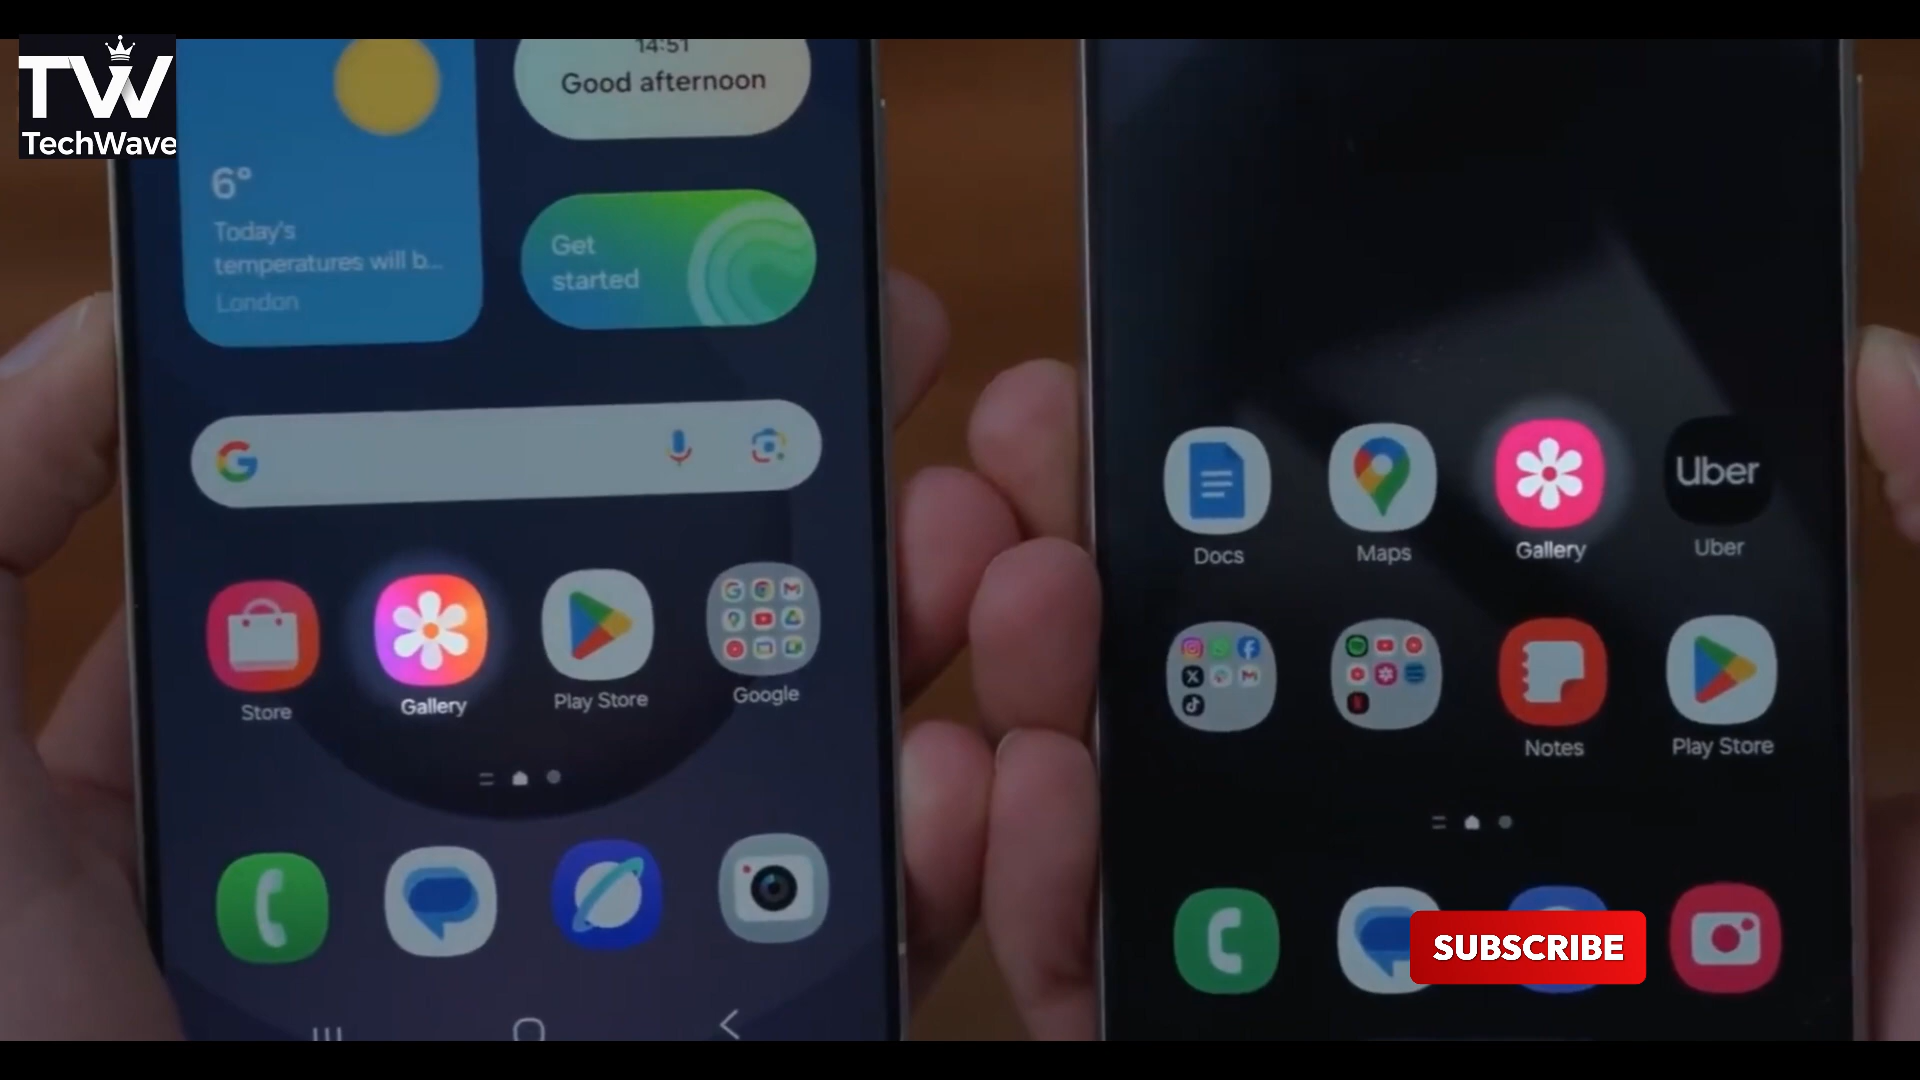 TW
TechWave
14:51
Good afternoon
6°
Today's
temperatures will b...
London
Get
started
Store
Gallery
Play Store
Google
Docs
Maps
Gallery
Uber
Uber
Notes
Play Store
SUBSCRIBE